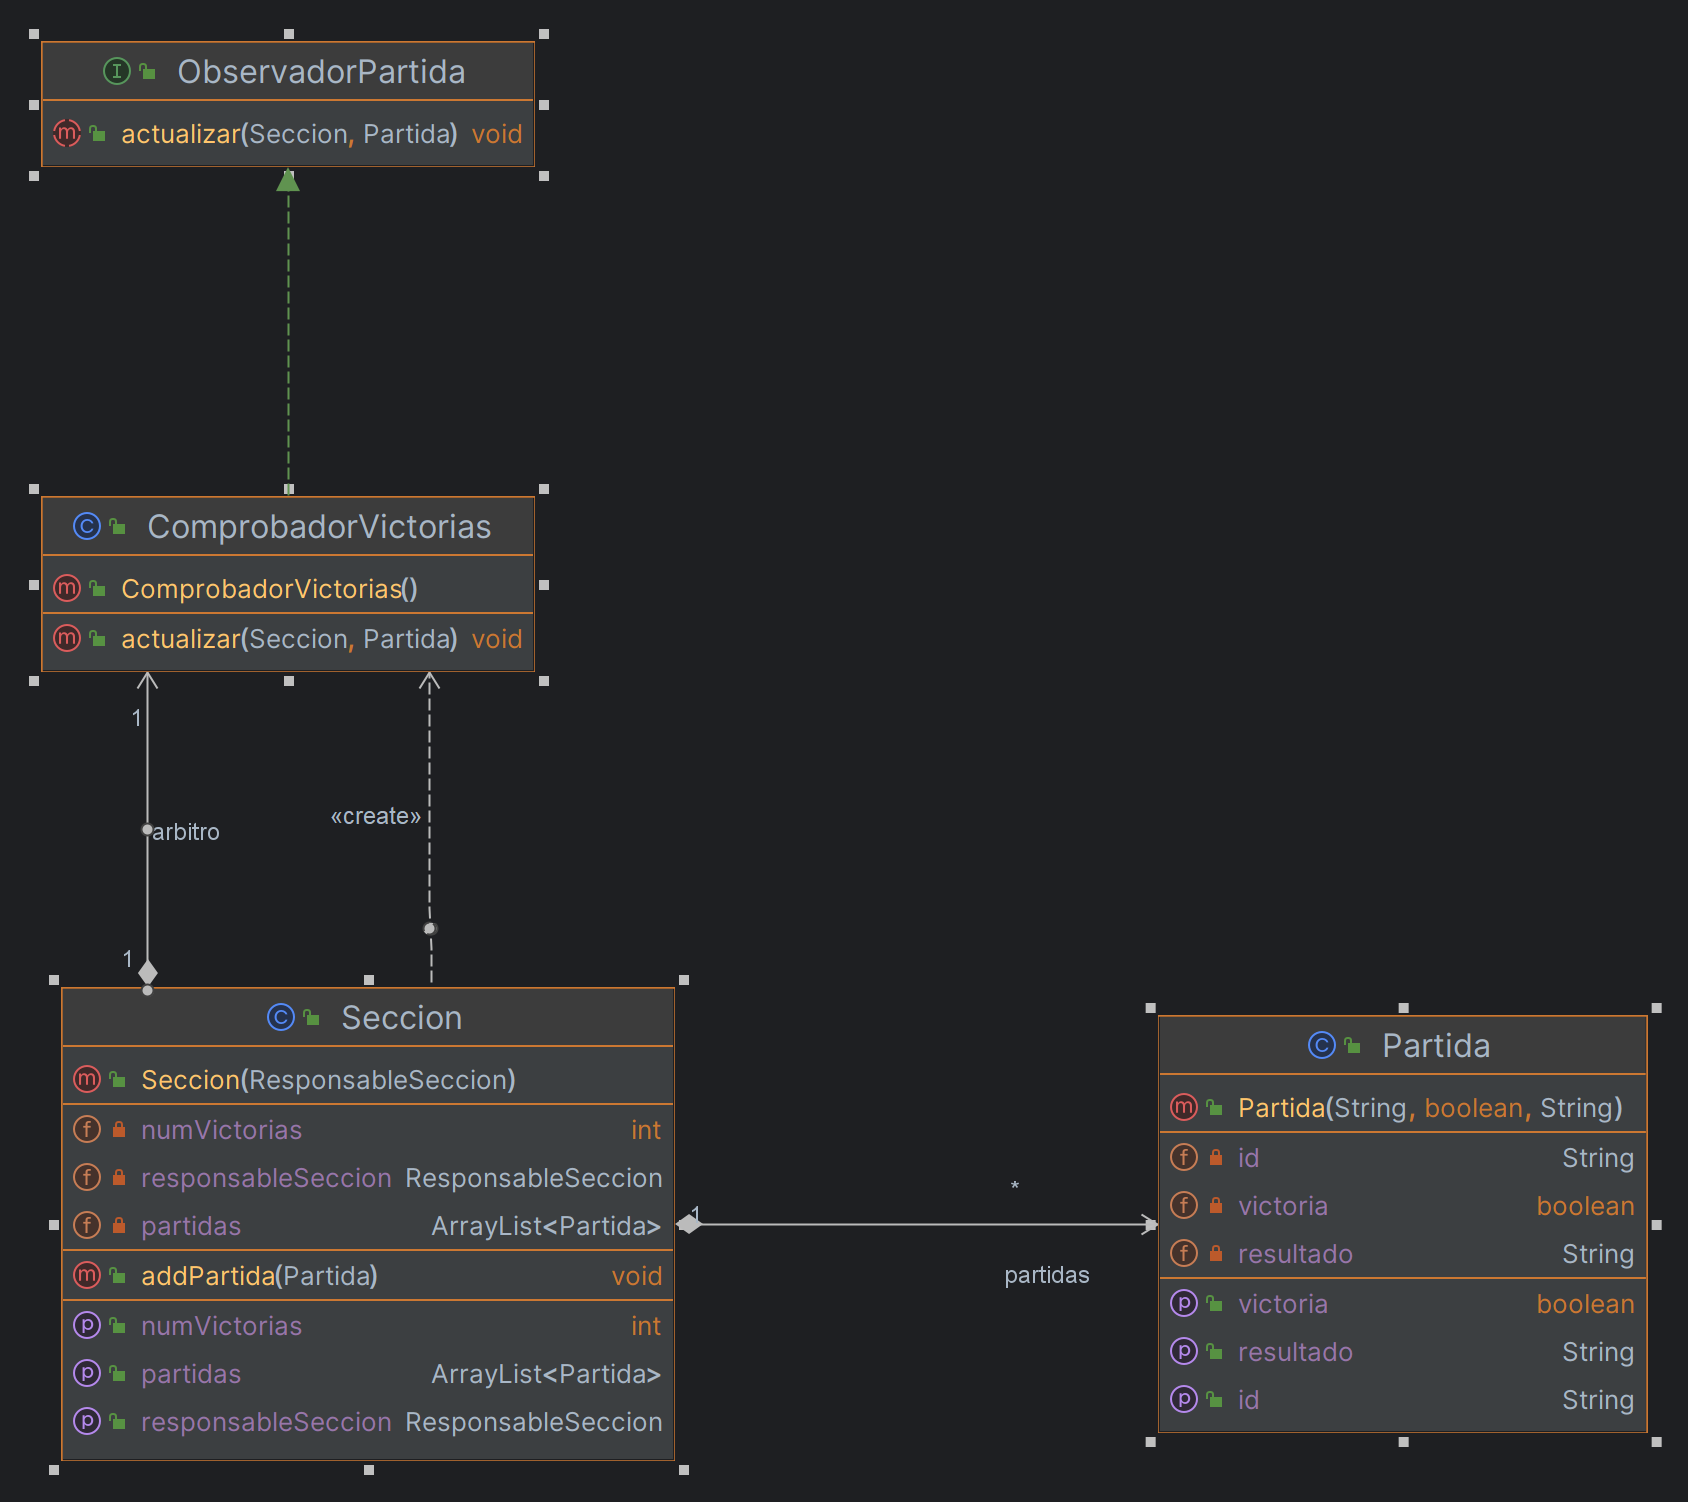 I ObservadorPartida
m actualizar(Seccion, Partida) void
C ComprobadorVictorias
m ComprobadorVictorias()
m actualizar(Seccion, Partida) void
1
arbitro
«create»
1
C Seccion
m Seccion(ResponsableSeccion)
f numVictorias int
f responsableSeccion ResponsableSeccion
f partidas ArrayList<Partida>
m addPartida(Partida) void
p numVictorias int
p partidas ArrayList<Partida>
p responsableSeccion ResponsableSeccion
1
*
partidas
C Partida
m Partida(String, boolean, String)
f id String
f victoria boolean
f resultado String
p victoria boolean
p resultado String
p id String